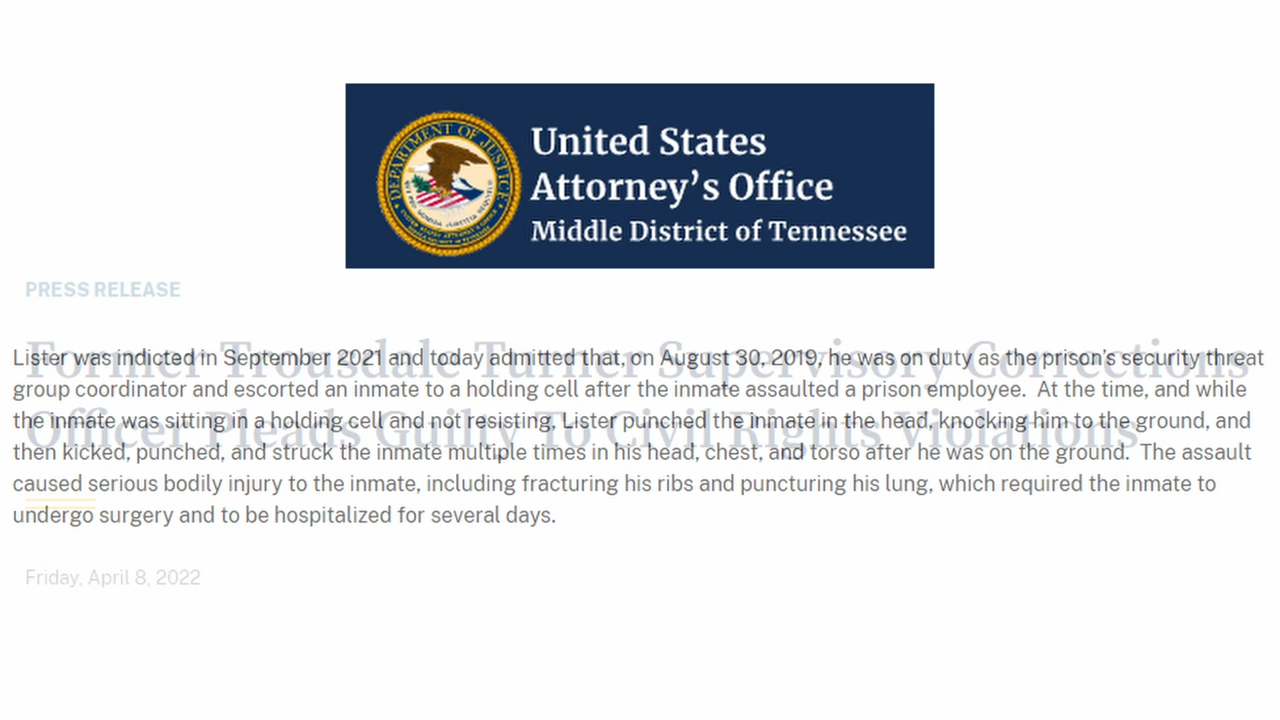 DEPARTMENT OF JUSTICE
United States
Attorney's Office
Middle District of Tennessee
PRESS RELEASE
Former Trousdale Turner Supervisory Corrections
Officer Pleads Guilty To Civil Rights Violations
Lister was indicted in September 2021 and today admitted that, on August 30, 2019, he was on duty as the prison's security threat
group coordinator and escorted an inmate to a holding cell after the inmate assaulted a prison employee.  At the time, and while
the inmate was sitting in a holding cell and not resisting, Lister punched the inmate in the head, knocking him to the ground, and
then kicked, punched, and struck the inmate multiple times in his head, chest, and torso after he was on the ground.  The assault
caused serious bodily injury to the inmate, including fracturing his ribs and puncturing his lung, which required the inmate to
undergo surgery and to be hospitalized for several days.
Friday, April 8, 2022